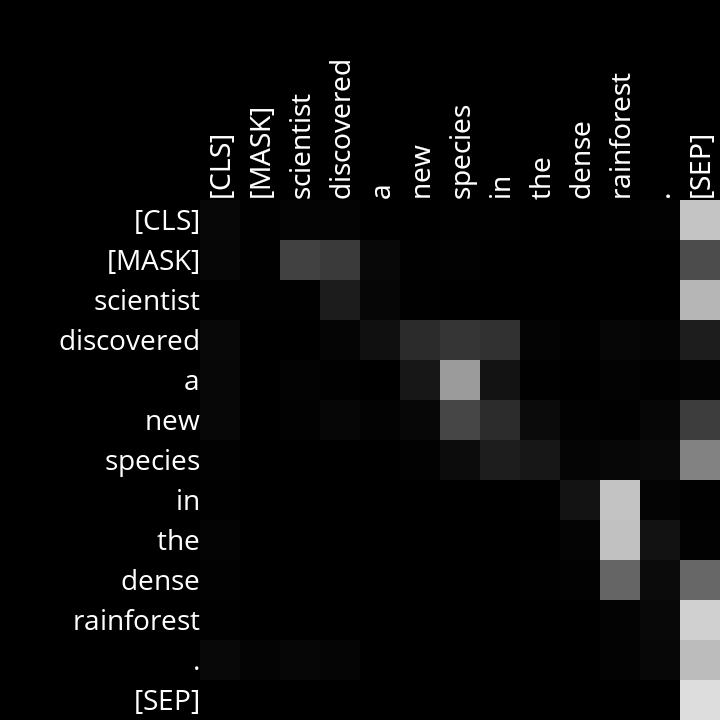 [CLS]
[MASK]
scientist
discovered
a
new
species
in
the
dense
rainforest
.
[SEP]
[CLS]
[MASK]
scientist
discovered
a
new
species
in
the
dense
rainforest
.
[SEP]